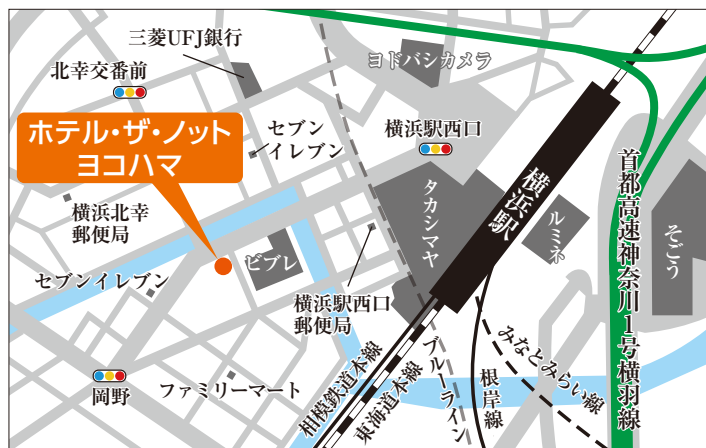 三菱UFJ銀行
北幸交番前
ヨドバシカメラ
ホテル・ザ・ノット
ヨコハマ
セブン
イレブン
横浜駅西口
横浜駅
タカシマヤ
ルミネ
首都高速神奈川1号横羽線
そごう
横浜北幸
郵便局
セブンイレブン
ビブレ
横浜駅西口
郵便局
岡野
ファミリーマート
相模鉄道本線
東海道本線
ブルーライン
根岸線
みなとみらい線